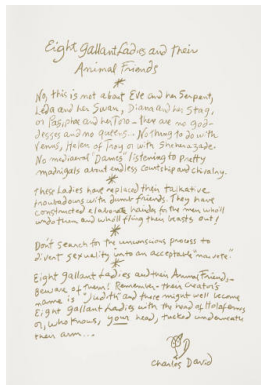 Eight Gallant Ladies and their
Animal Friends
*
No, this is not about Eve and her Serpent,
Leda and her Swan, Diana and her Stag,
or Pasiphae and her Toro – there are no god-
desses and no queens.. Nothing to do with
Venus, Helen of Troy or with Sheherazade.
No mediaeval "Dames" listening to pretty
madrigals about endless courtship and chivalry.
*
These Ladies have replaced their talkative
troubadours with dumb friends. They have
constructed elaborate for the men who'll
undo them and who'll fling their beasts out!
*
Don't search for the unconscious process to
divert sexuality into an acceptable
*
Eight Gallant Ladies and their Animal Friends –
Beware of them! Remember their creator's
name is "Judith" and there might well become
Eight Gallant Ladies with the head of Holofernes
or, who knows, your head, tucked underneath
their arm...
Charles David